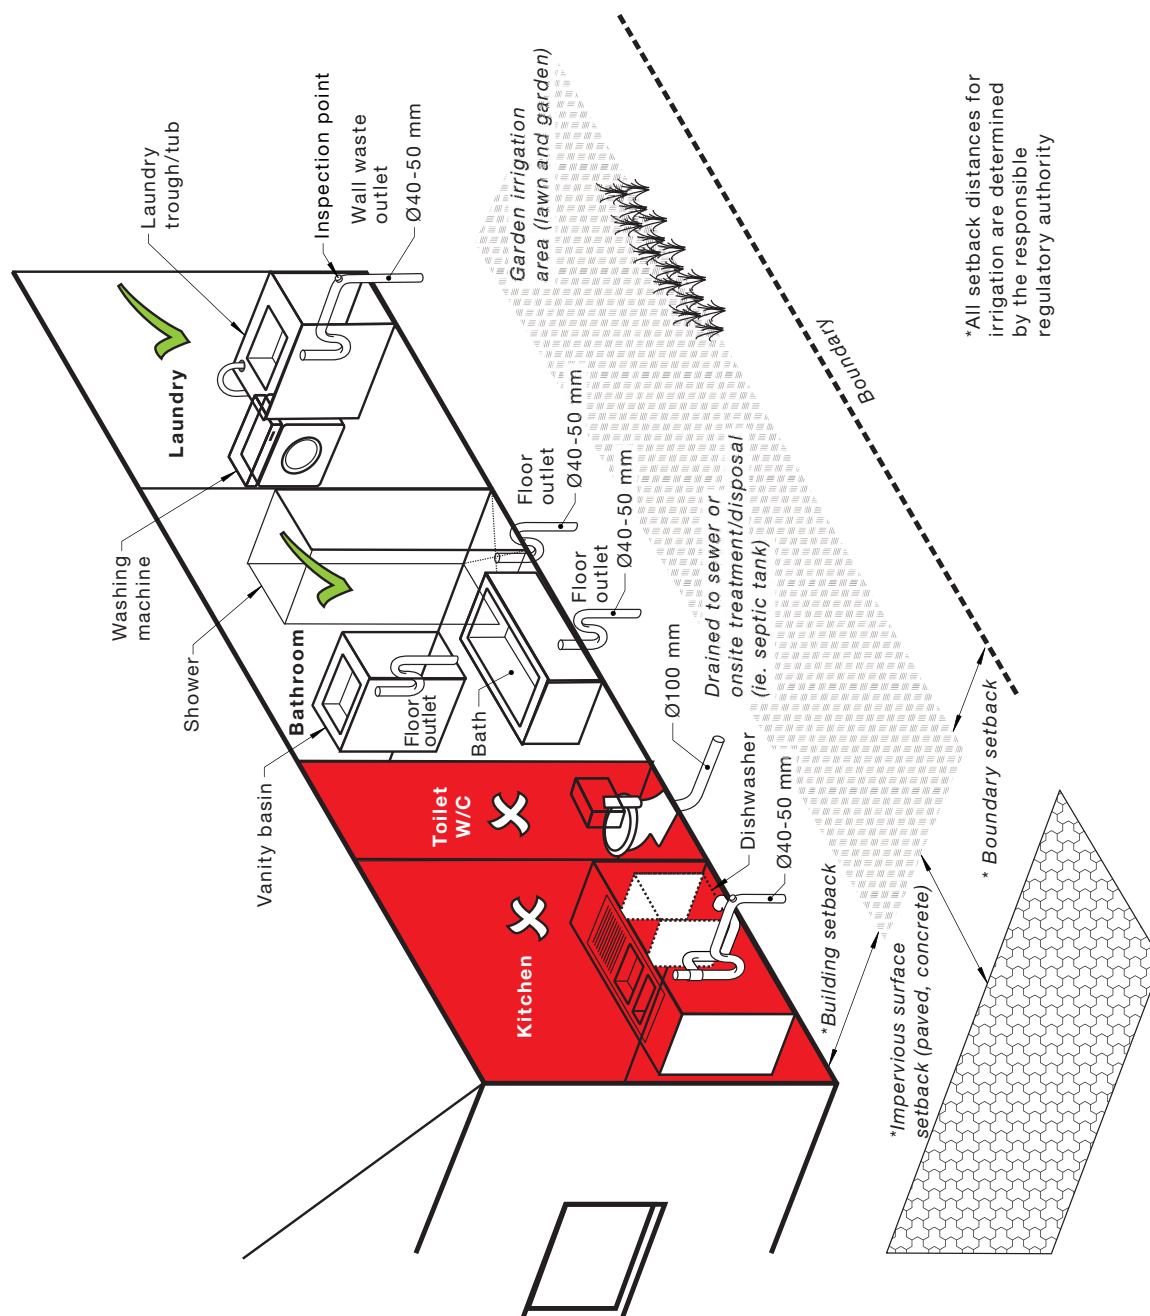 Laundry
trough/tub
Inspection point
Wall waste
outlet
Ø40-50 mm
Laundry
Washing
machine
Shower
Bathroom
Vanity basin
Floor
outlet
Bath
Floor
outlet
Ø40-50 mm
Floor
outlet
Ø40-50 mm
Toilet
W/C
Ø100 mm
Kitchen
Dishwasher
Ø40-50 mm
Drained to sewer or
onsite treatment/disposal
(ie. septic tank)
Garden irrigation
area (lawn and garden)
Boundary
*Building setback
*Impervious surface
setback (paved, concrete)
* Boundary setback
*All setback distances for
irrigation are determined
by the responsible
regulatory authority